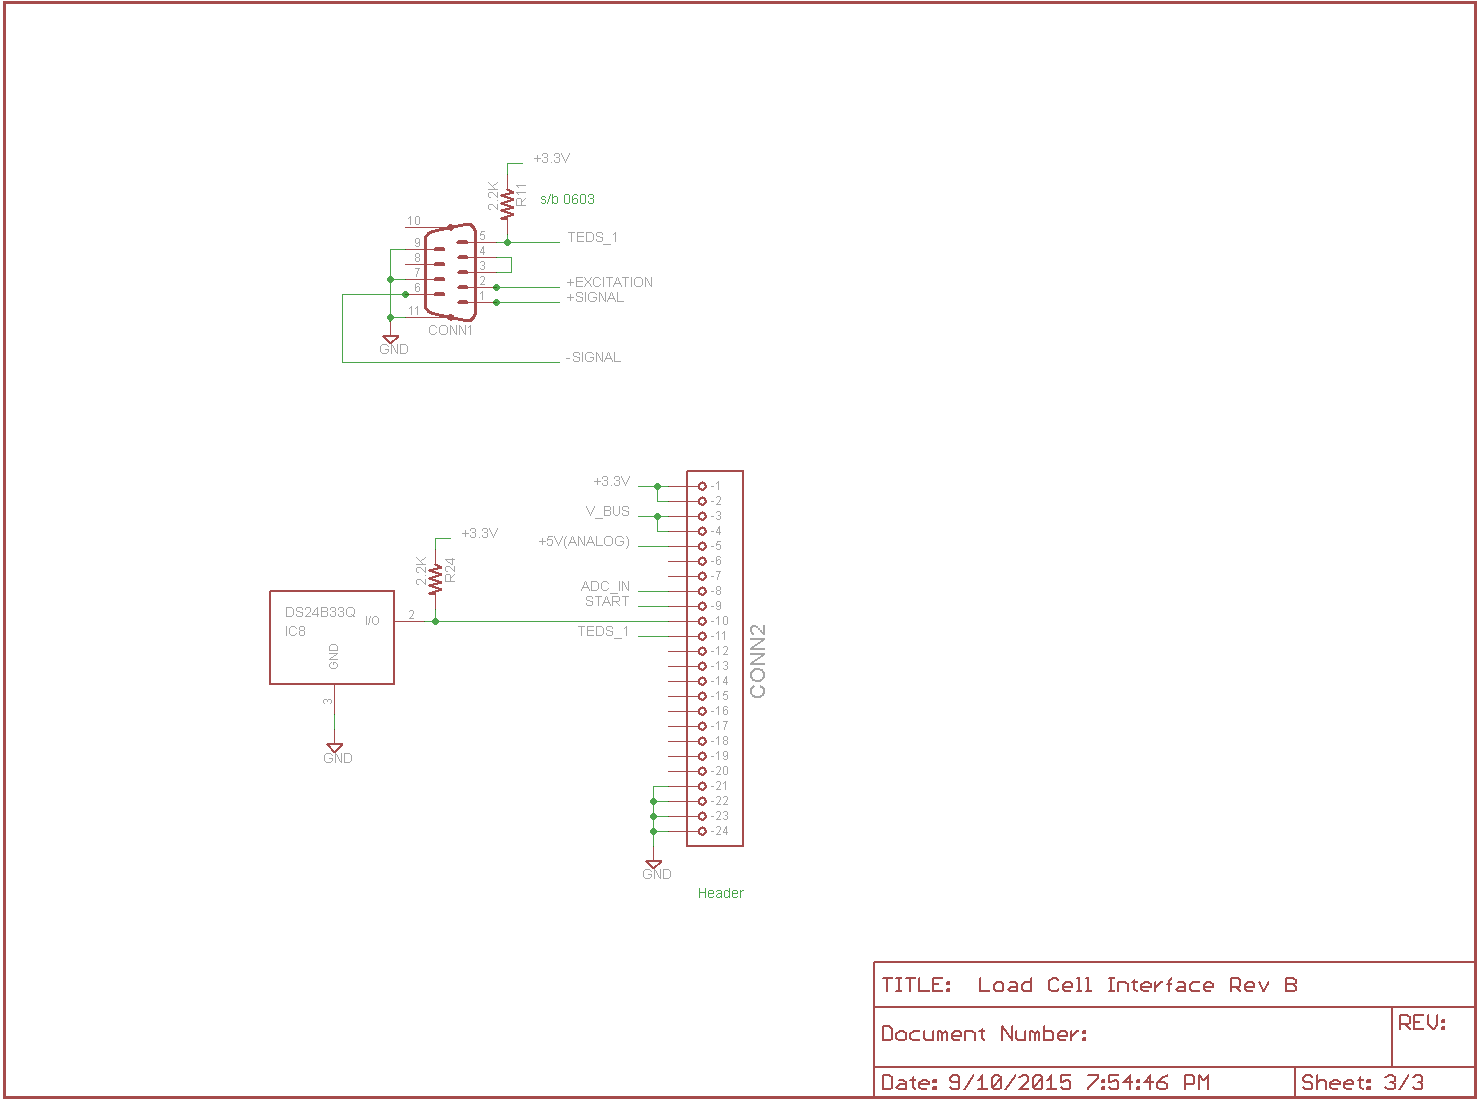 +3.3V
2.2K
R11
s/b 0603
10
9
8
7
6
11
5
4
3
2
1
TEDS_1
+EXCITATION
+SIGNAL
CONN1
GND
-SIGNAL
+3.3V
V_BUS
+5V(ANALOG)
ADC_IN
START
TEDS_1
-1
-2
-3
-4
-5
-6
-7
-8
-9
-10
-11
-12
-13
-14
-15
-16
-17
-18
-19
-20
-21
-22
-23
-24
CONN2
GND
Header
+3.3V
2.2K
R24
DS24B33Q
IC8
I/O
2
GND
3
GND
TITLE: Load Cell Interface Rev B
Document Number:
REV:
Date: 9/10/2015 7:54:46 PM
Sheet: 3/3